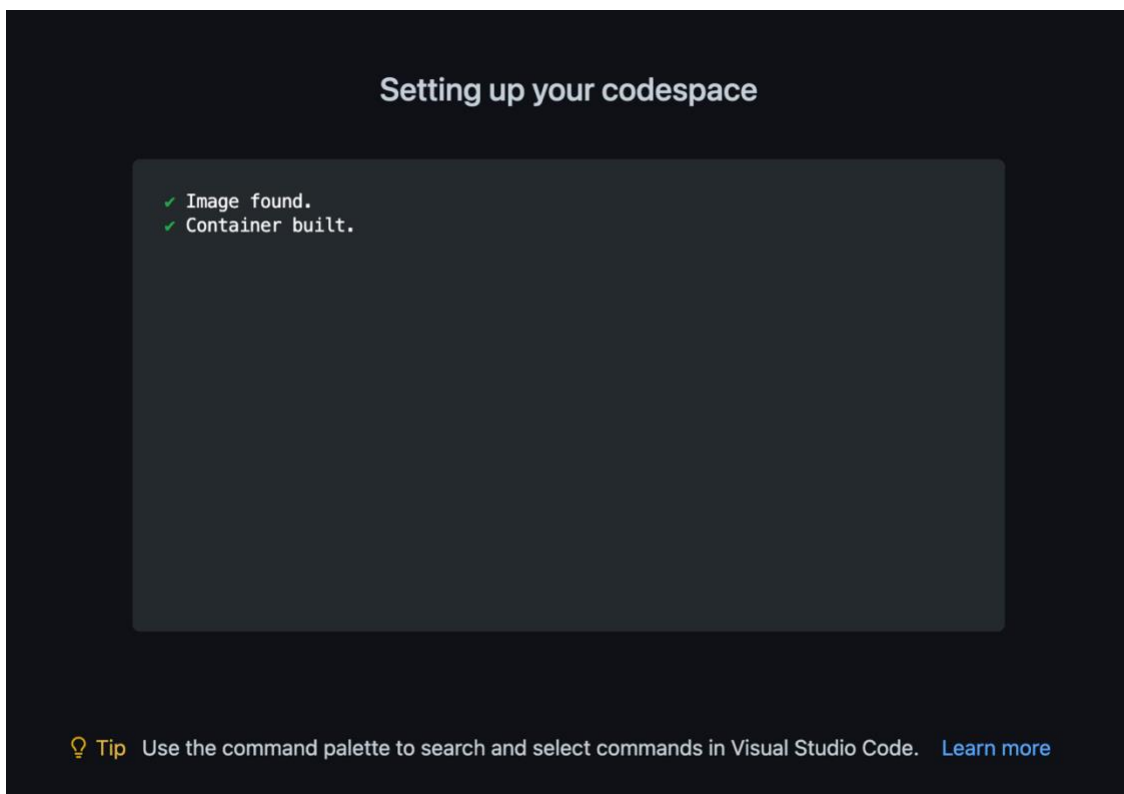 Setting up your codespace
✔ Image found.
✔ Container built.
Tip Use the command palette to search and select commands in Visual Studio Code. Learn more